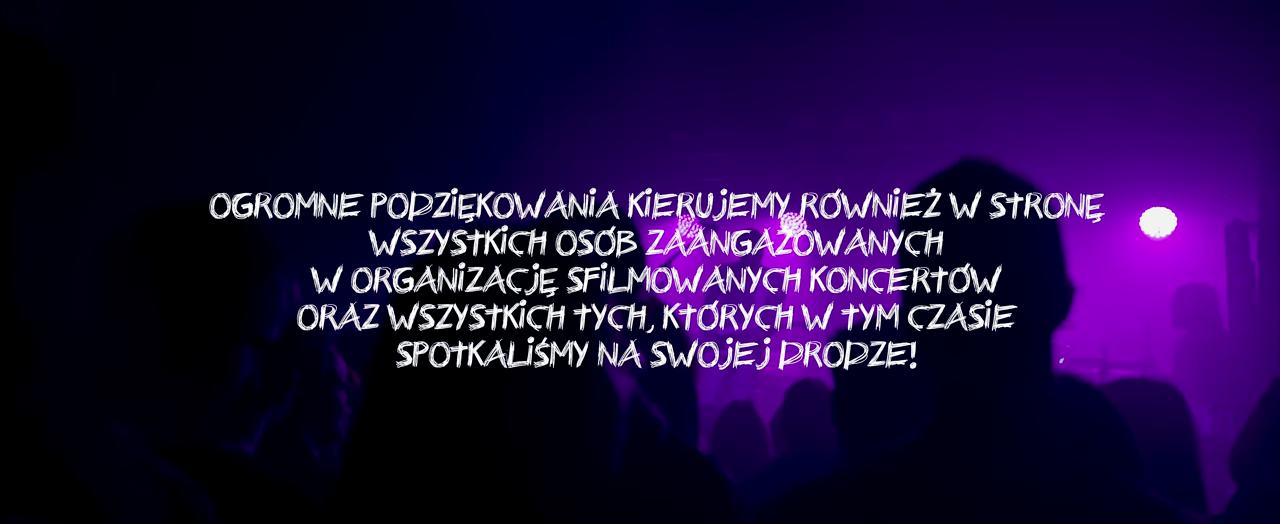 OGROMNE PODZIĘKOWANIA KIERUJEMY RÓWNIEŻ W STRONĘ
WSZYSTKICH OSÓB ZAANGAZOWANYCH
W ORGANIZACJĘ SFILMOWANYCH KONCERTÓW
ORAZ WSZYSTKICH TYCH, KTÓRYCH W TYM CZASIE
SPOTKALIŚMY NA SWOJEJ DRODZE!